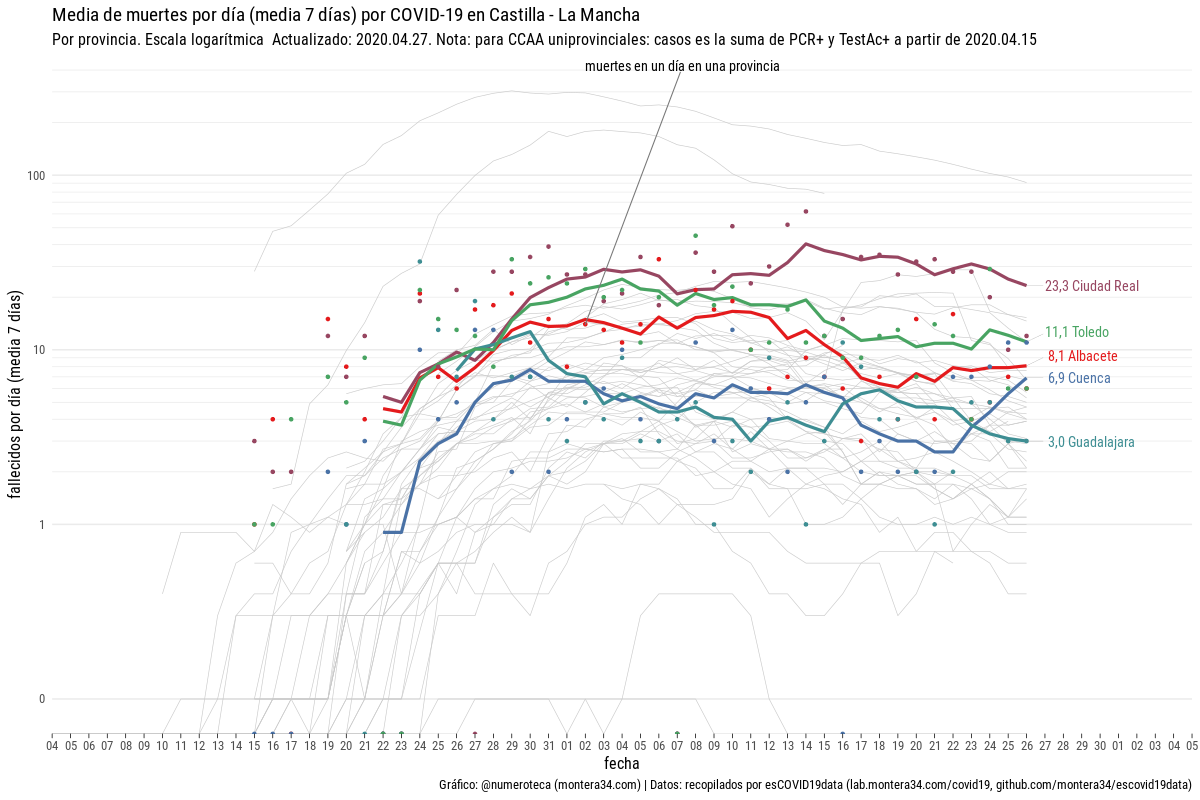 Media de muertes por día (media 7 días) por COVID-19 en Castilla - La Mancha
Por provincia. Escala logarítmica  Actualizado: 2020.04.27. Nota: para CCAA uniprovinciales: casos es la suma de PCR+ y TestAc+ a partir de 2020.04.15
muertes en un día en una provincia
fallecidos por día (media  7 días)
100
10
1
0
23,3 Ciudad Real
11,1 Toledo
8,1 Albacete
6,9 Cuenca
3,0 Guadalajara
04 05 06 07 08 09 10 11 12 13 14 15 16 17 18 19 20 21 22 23 24 25 26 27 28 29 30 31 01 02 03 04 05 06 07 08 09 10 11 12 13 14 15 16 17 18 19 20 21 22 23 24 25 26 27 28 29 30 01 02 03 04 05
fecha
Gráfico: @numeroteca (montera34.com) | Datos: recopilados por esCOVID19data (lab.montera34.com/covid19, github.com/montera34/escovid19data)